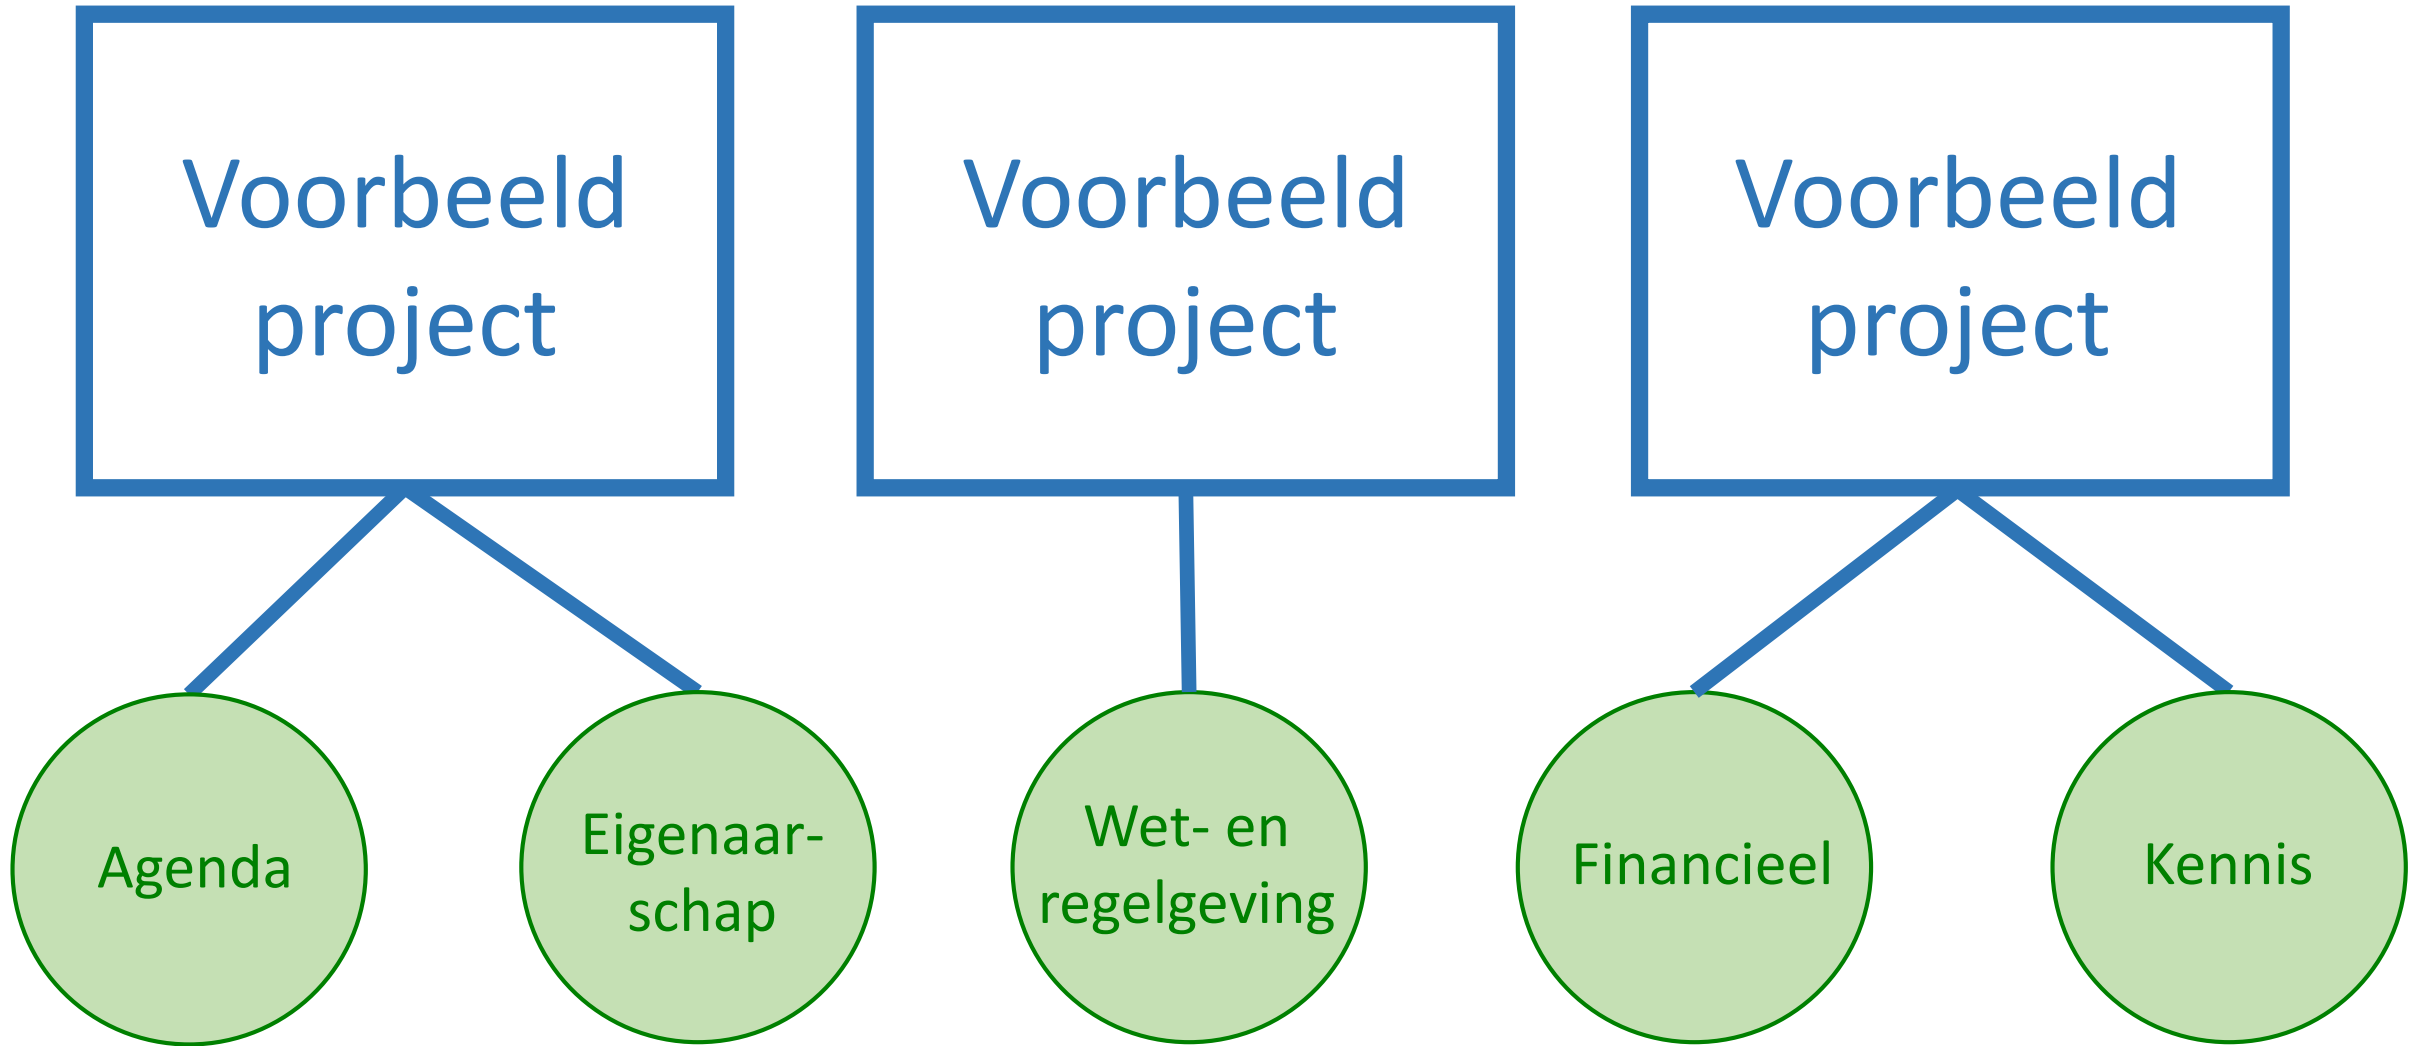 Voorbeeld
project
Voorbeeld
project
Voorbeeld
project
Agenda
Eigenaar-
schap
Wet- en
regelgeving
Financieel
Kennis